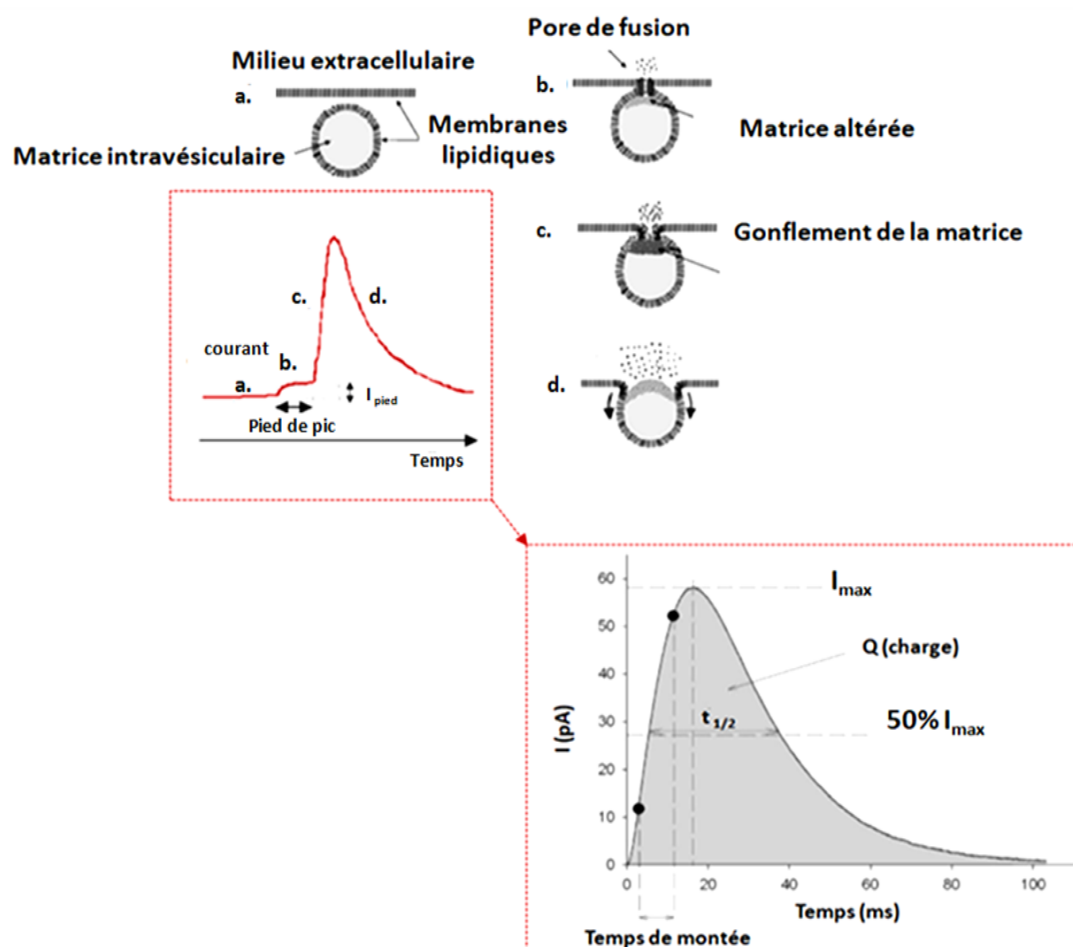 Pore de fusion
Milieu extracellulaire
a.
b.
Matrice intravésiculaire
Membranes
lipidiques
Matrice altérée
c.
Gonflement de la matrice
c.
d.
courant
b.
a.
I pied
Pied de pic
Temps
d.
60
50
40
30
20
10
0
I (pA)
Imax
Q (charge)
t 1/2
50% Imax
0
20
40
60
80
100
Temps (ms)
Temps de montée